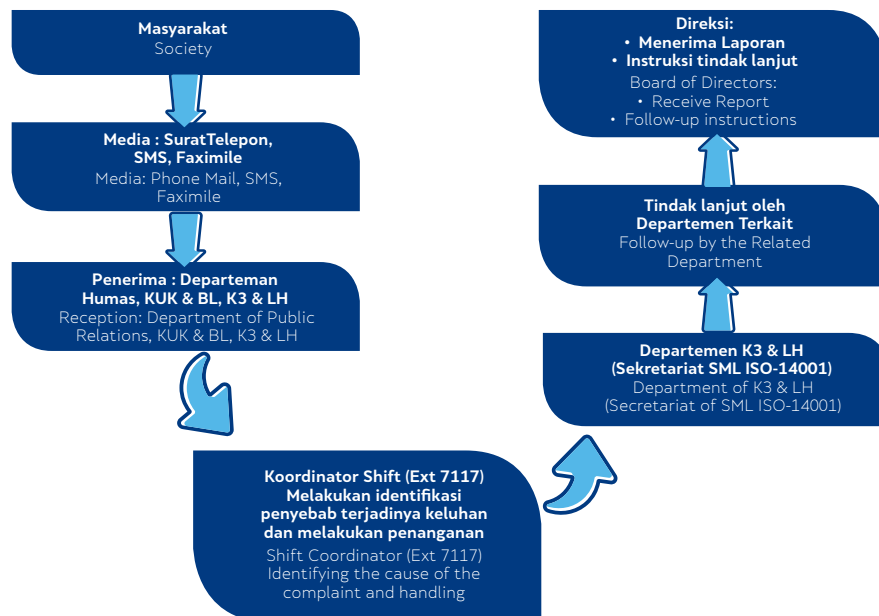 Masyarakat
Society
Media : SuratTelepon,
SMS, Faximile
Media: Phone Mail, SMS,
Faximile
Penerima : Departeman
Humas, KUK & BL, K3 & LH
Reception: Department of Public
Relations, KUK & BL, K3 & LH
Koordinator Shift (Ext 7117)
Melakukan identifikasi
penyebab terjadinya keluhan
dan melakukan penanganan
Shift Coordinator (Ext 7117)
Identifying the cause of the
complaint and handling
Departemen K3 & LH
(Sekretariat SML ISO-14001)
Department of K3 & LH
(Secretariat of SML ISO-14001)
Tindak lanjut oleh
Departemen Terkait
Follow-up by the Related
Department
Direksi:
• Menerima Laporan
• Instruksi tindak lanjut
Board of Directors:
• Receive Report
• Follow-up instructions